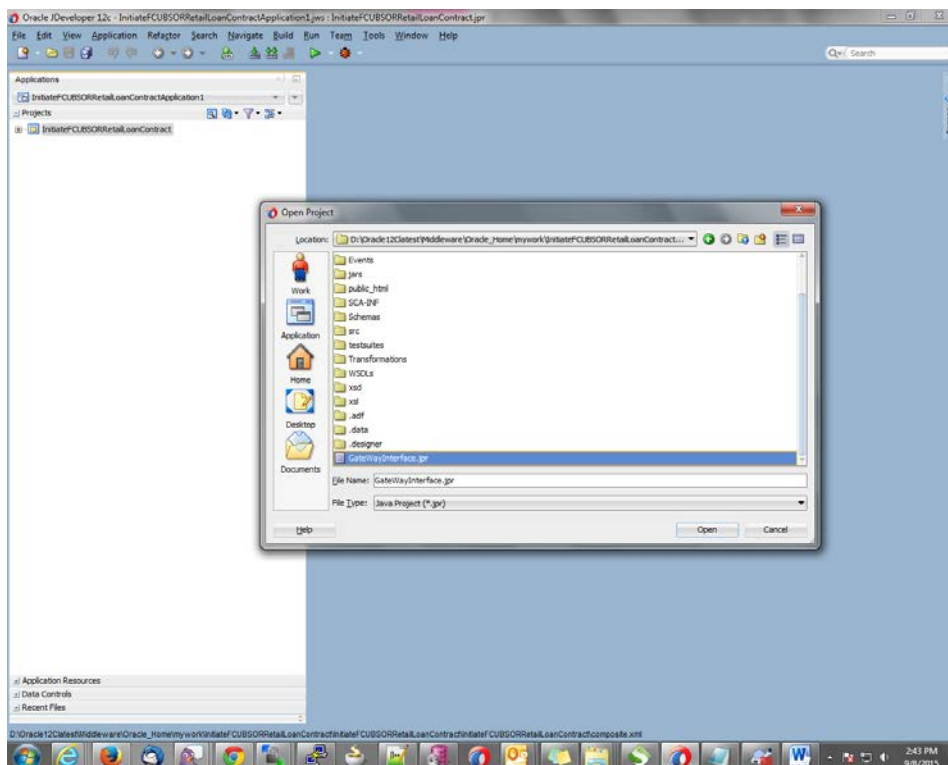 Oracle JDeveloper 12c - InitiateFCUBSORRetailLoanContractApplication1.jws : InitiateFCUBSORRetailLoanContract.jpr
File Edit View Application Refactor Search Navigate Build Run Team Tools Window Help
Search
Applications
InitiateFCUBSORRetailLoanContractApplication1
Projects
InitiateFCUBSORRetailLoanContract
Open Project
Location: D:\Oracle12Clatest\Middleware\Oracle_Home\mywork\InitiateFCUBSORRetailLoanContract...
Work
Application
Home
Desktop
Documents
Events
jars
public_html
SCA-INF
Schemas
src
testsuites
Transformations
WSDLs
xsd
xsl
.adf
.data
.designer
GateWayInterface.jpr
File Name: GateWayInterface.jpr
File Type: Java Project (*.jpr)
Help
Open
Cancel
Application Resources
Data Controls
Recent Files
D:\Oracle12Clatest\Middleware\Oracle_Home\mywork\InitiateFCUBSORRetailLoanContract\InitiateFCUBSORRetailLoanContract\InitiateFCUBSORRetailLoanContract\composite.xml
2:43 PM
9/8/2015